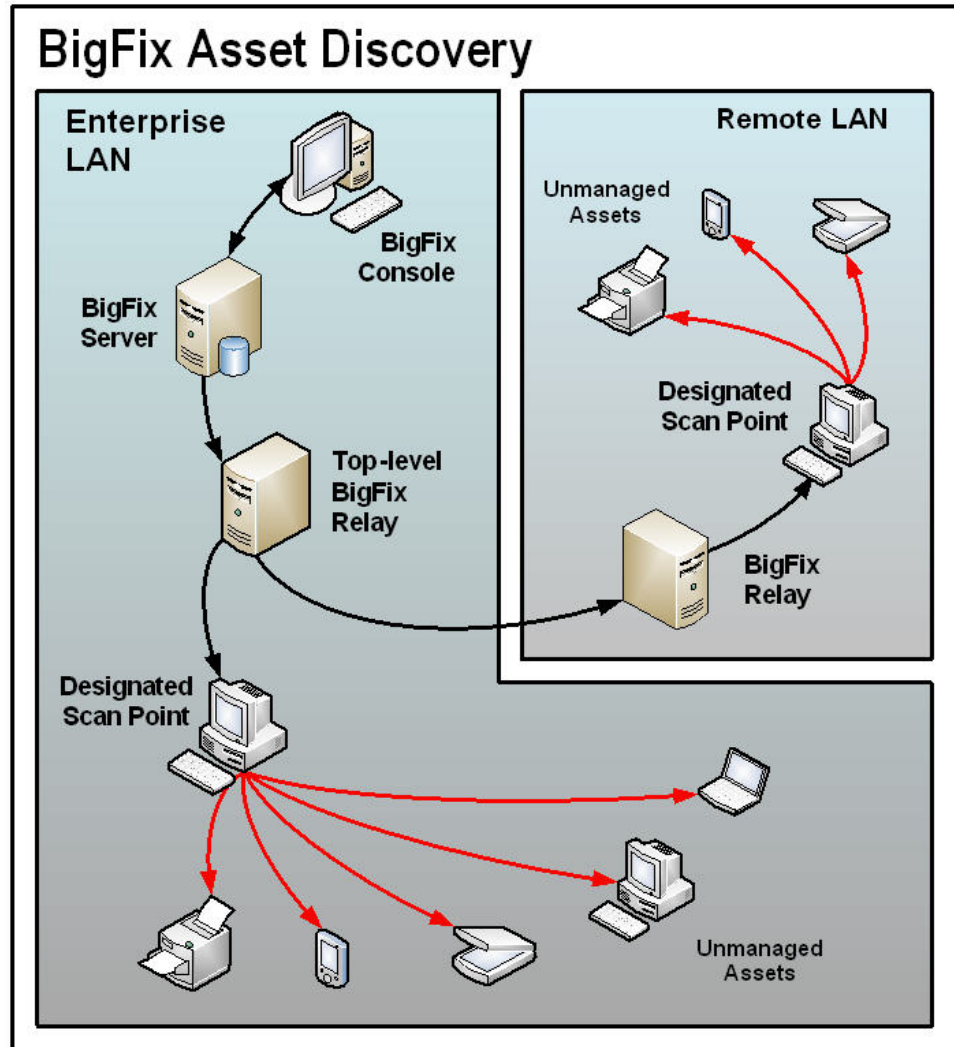 BigFix Asset Discovery
Enterprise
LAN
BigFix
Console
BigFix
Server
Top-level
BigFix
Relay
Designated
Scan Point
Unmanaged
Assets
Remote LAN
Unmanaged
Assets
Designated
Scan Point
BigFix
Relay